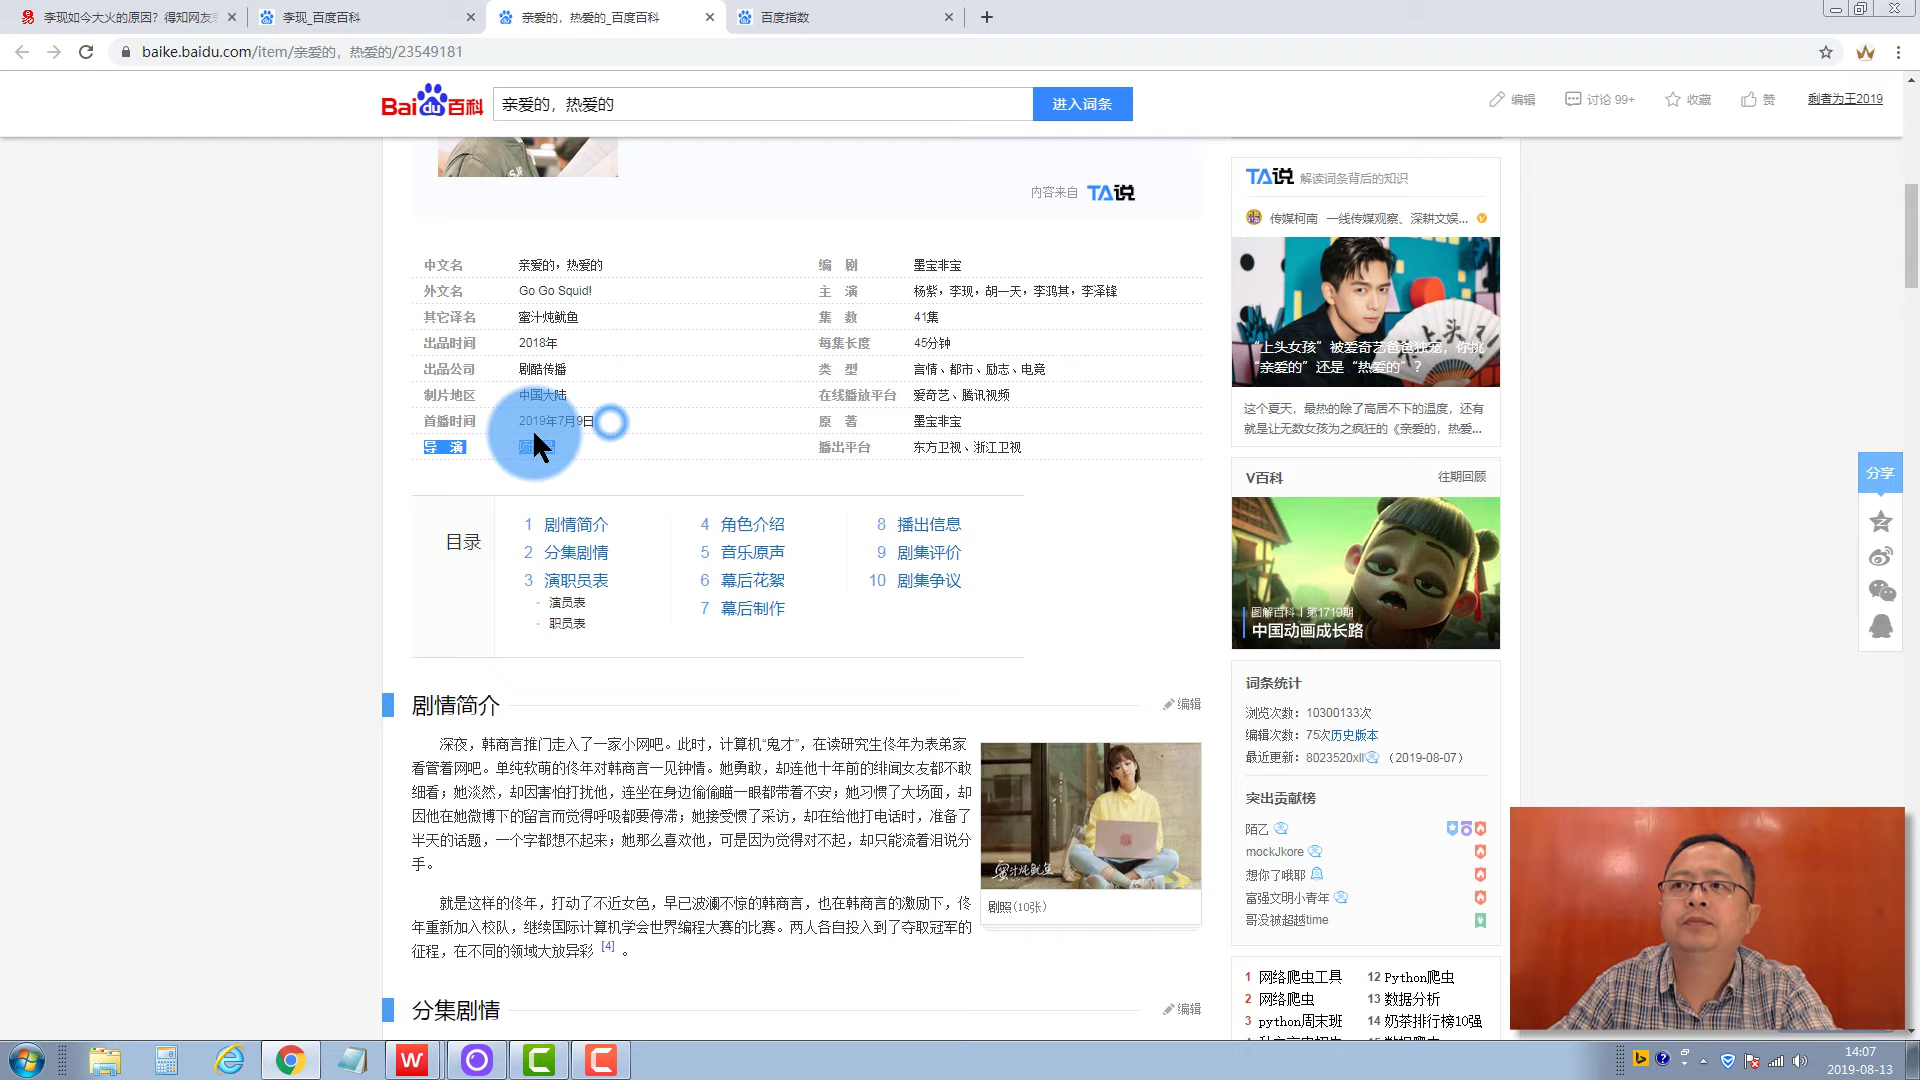 李现如今大火的原因？得知网友
李现_百度百科
亲爱的，热爱的_百度百科
百度指数
baike.baidu.com/item/亲爱的，热爱的/23549181
Bai du 百科
亲爱的，热爱的
进入词条
编辑
讨论 99+
收藏
赞
剩者为王2019
内容来自 TA说
中文名 亲爱的，热爱的
编 剧 墨宝非宝
外文名 Go Go Squid!
主 演 杨紫，李现，胡一天，李鸿其，李泽锋
其它译名 蜜汁炖鱿鱼
集 数 41集
出品时间 2018年
每集长度 45分钟
出品公司 剧酷传播
类 型 言情、都市、励志、电竞
制片地区 中国大陆
在线播放平台 爱奇艺、腾讯视频
首播时间 2019年7月9日
原 著 墨宝非宝
导 演
播出平台 东方卫视、浙江卫视
目录
1 剧情简介
2 分集剧情
3 演职员表
- 演员表
- 职员表
4 角色介绍
5 音乐原声
6 幕后花絮
7 幕后制作
8 播出信息
9 剧集评价
10 剧集争议
剧情简介
编辑
深夜，韩商言推门走入了一家小网吧。此时，计算机“鬼才”，在读研究生佟年为表弟家
看管着网吧。单纯软萌的佟年对韩商言一见钟情。她勇敢，却连他十年前的绯闻女友都不敢
细看；她淡然，却因害怕打扰他，连坐在身边偷偷瞄一眼都带着不安；她习惯了大场面，却
因他在她微博下的留言而觉得呼吸都要停滞；她接受惯了采访，却在给他打电话时，准备了
半天的话题，一个字都想不起来；她那么喜欢他，可是因为觉得对不起，却只能流着泪说分
手。
就是这样的佟年，打动了不近女色，早已波澜不惊的韩商言，也在韩商言的激励下，佟
年重新加入校队，继续国际计算机学会世界编程大赛的比赛。两人各自投入到了夺取冠军的
征程，在不同的领域大放异彩 [4] 。
蜜汁炖鱿鱼
剧照(10张)
分集剧情
编辑
TA说 解读词条背后的知识
传媒柯南 一线传媒观察、深耕文娱...
上头了
“上头女孩”被爱奇艺爸爸独宠，你挑
“亲爱的”还是“热爱的”？
这个夏天，最热的除了高居不下的温度，还有
就是让无数女孩为之疯狂的《亲爱的，热爱...
V百科
往期回顾
图解百科 | 第1719期
中国动画成长路
词条统计
浏览次数：10300133次
编辑次数：75次历史版本
最近更新：8023520xll （2019-08-07）
突出贡献榜
陌乙
mockJkore
想你了哦耶
富强文明小青年
哥没被超越time
1 网络爬虫工具
2 网络爬虫
3 python周末班
12 Python爬虫
13 数据分析
14 奶茶排行榜10强
分享
14:07
2019-08-13